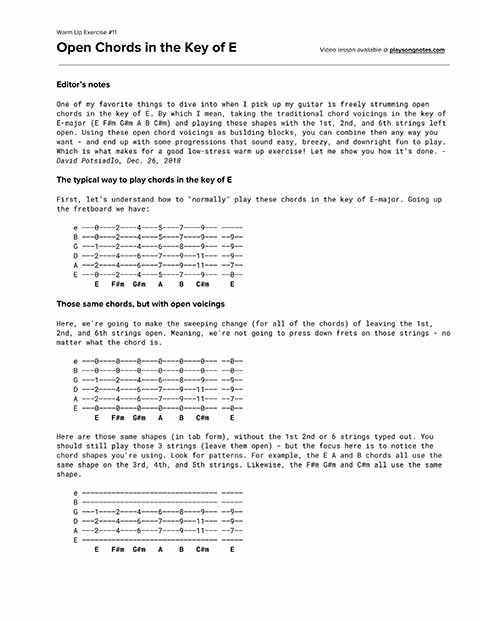 Warm Up Exercise #11
Open Chords in the Key of E
Video lesson available @ playsongnotes.com
Editor's notes
One of my favorite things to dive into when I pick up my guitar is freely strumming open
chords in the key of E. By which I mean, taking the traditional chord voicings in the key of
E-major (E F#m G#m A B C#m) and playing these shapes with the 1st, 2nd, and 6th strings left
open. Using these open chord voicings as building blocks, you can combine then any way you
want - and end up with some progressions that sound easy, breezy, and downright fun to play.
Which is what makes for a good low-stress warm up exercise! Let me show you how it's done. -
David Potsiadlo, Dec. 26, 2018
The typical way to play chords in the key of E
First, let's understand how to "normally" play these chords in the key of E-major. Going up
the fretboard we have:
e ---0----2----4----5----7----9--- -----
B ---0----2----4----5----7----9--- --9--
G ---1----2----4----6----8----9--- --9--
D ---2----4----6----7----9---11--- --9--
A ---2----4----6----7----9---11--- --7--
E ---0----2----4----5----7----9--- --0--
E F#m G#m A B C#m E
Those same chords, but with open voicings
Here, we're going to make the sweeping change (for all of the chords) of leaving the 1st,
2nd, and 6th strings open. Meaning, we're not going to press down frets on those strings - no
matter what the chord is.
e ---0----0----0----0----0----0--- --0--
B ---0----0----0----0----0----0--- --0--
G ---1----2----4----6----8----9--- --9--
D ---2----4----6----7----9---11--- --9--
A ---2----4----6----7----9---11--- --7--
E ---0----0----0----0----0----0--- --0--
E F#m G#m A B C#m E
Here are those same shapes (in tab form), without the 1st 2nd or 6 strings typed out. You
should still play those 3 strings (leave them open) - but the focus here is to notice the
chord shapes you're using. Look for patterns. For example, the E A and B chords all use the
same shape on the 3rd, 4th, and 5th strings. Likewise, the F#m G#m and C#m all use the same
shape.
e -------------------------------- -----
B -------------------------------- -----
G ---1----2----4----6----8----9--- --9--
D ---2----4----6----7----9---11--- --9--
A ---2----4----6----7----9---11--- --7--
E -------------------------------- -----
E F#m G#m A B C#m E